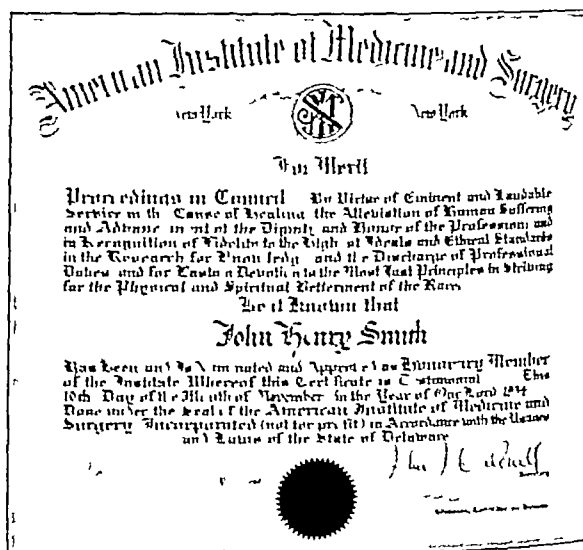 American Institute of Medicine and Surgery
New York New York
For Merit
Proceedings in Council By Virtue of Eminent and Laudable
Service in the Cause of Healing the Alleviation of Human Suffering
and Advancement of the Dignity and Honor of the Profession and
in Recognition of Fidelity to the Highest Ideals and Ethical Standards
in the Research for Knowledge and the Discharge of Professional
Duties and for Devotion to the Most Just Principles in Striving
for the Physical and Spiritual Betterment of the Race
Be it Known that
John Henry Smith
Has Been and Is Nominated and Appointed as Honorary Member
of the Institute Whereof this Certificate is Testimonial This
10th Day of the Month of November in the Year of Our Lord
Done under the Seal of the American Institute of Medicine and
Surgery Incorporated (not for profit) in Accordance with the Usages
and Laws of the State of Delaware